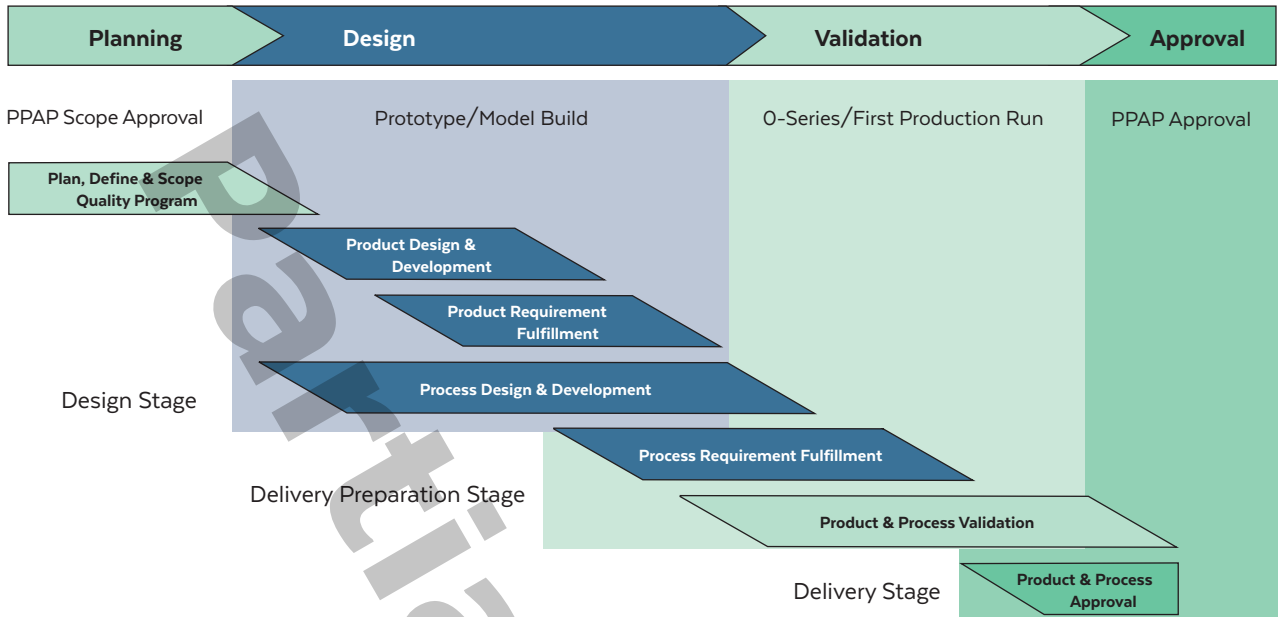 Planning
Design
Validation
Approval
PPAP Scope Approval
Prototype/Model Build
0-Series/First Production Run
PPAP Approval
Plan, Define & Scope
Quality Program
Product Design &
Development
Product Requirement
Fulfillment
Design Stage
Process Design & Development
Process Requirement Fulfillment
Delivery Preparation Stage
Product & Process Validation
Delivery Stage
Product & Process
Approval